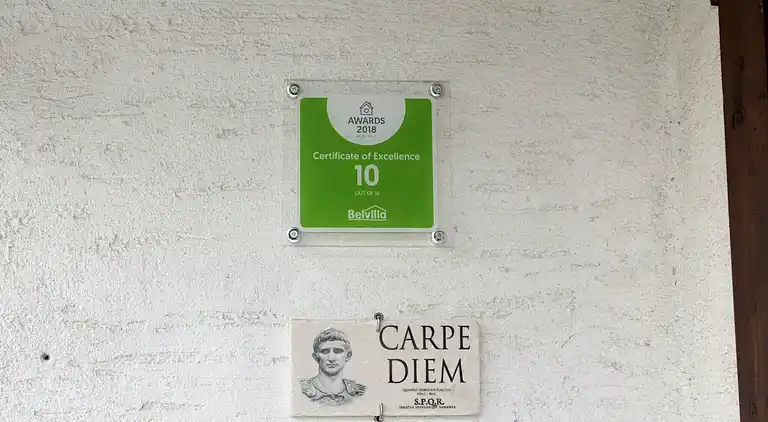 AWARDS
2018
Certificate of Excellence
10
OUT OF 10
Belvilla
CARPE
DIEM
S.P.Q.R.